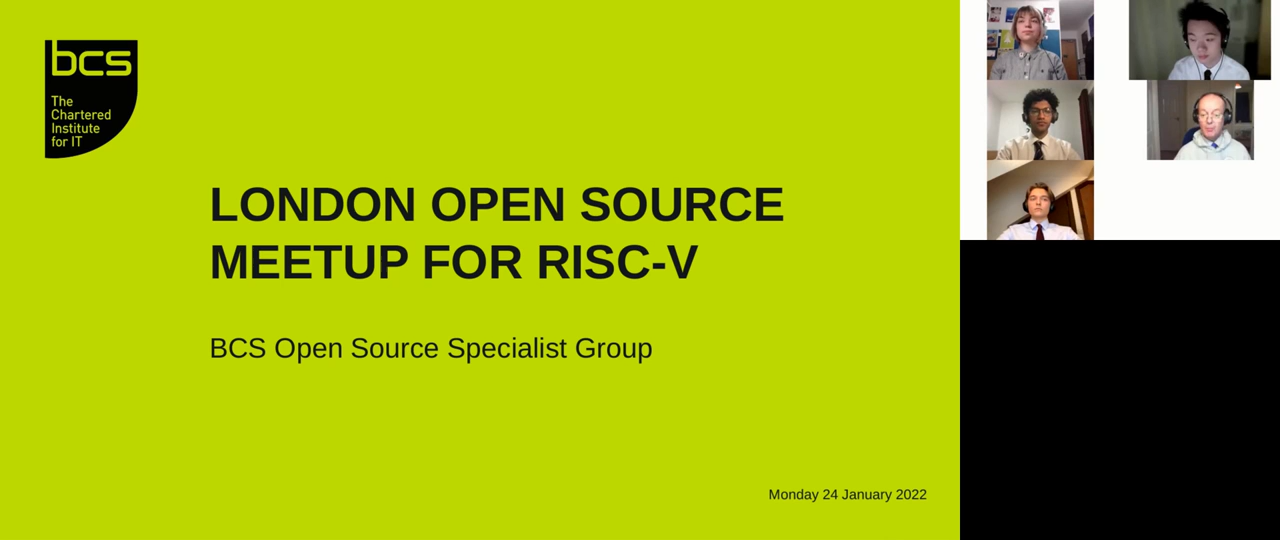 bcs
The
Chartered
Institute
for IT
LONDON OPEN SOURCE
MEETUP FOR RISC-V
BCS Open Source Specialist Group
Monday 24 January 2022